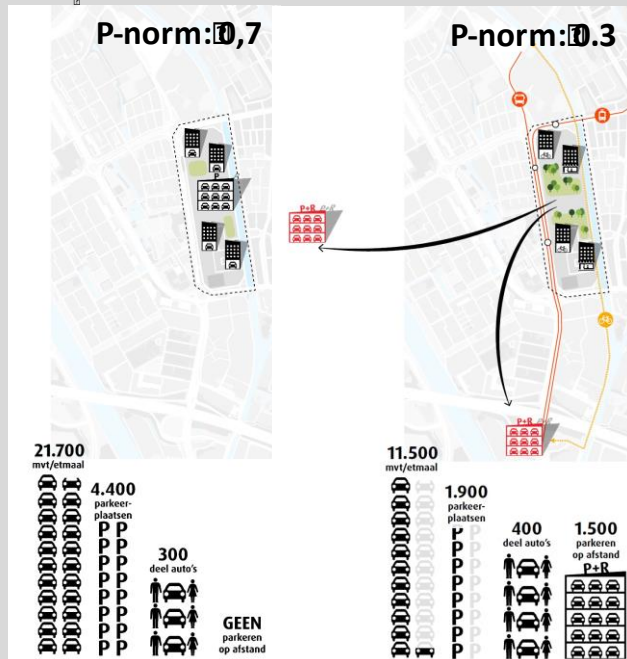 P-norm: 0,7
P
21.700
mvt/etmaal
4.400
parkeer-
plaatsen
P P
P P
P P
P P
P P
P P
P P
300
deel auto's
GEEN
parkeren
op afstand
P-norm: 0.3
P+R P+R
P+R P+R
11.500
mvt/etmaal
1.900
parkeer-
plaatsen
P P
P P
P P
P P
P P
P P
P P
400
deel auto's
1.500
parkeren
op afstand
P+R